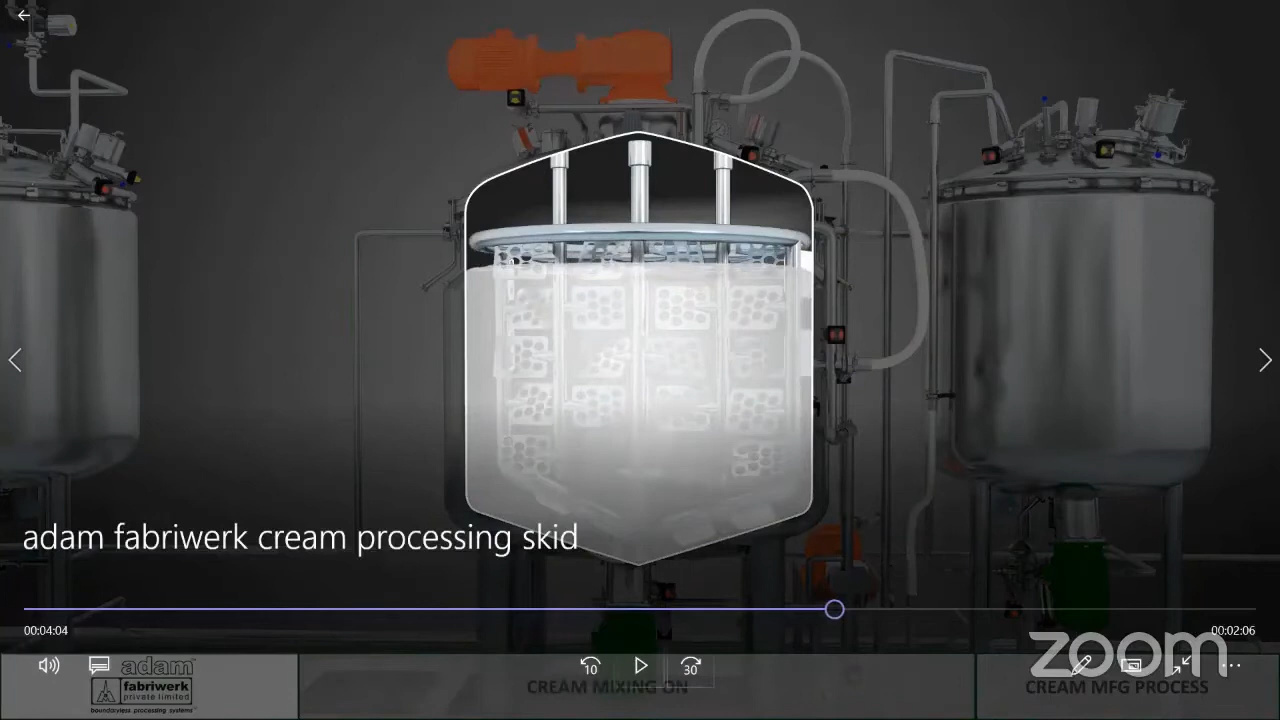 adam fabriwerk cream processing skid
00:04:04
00:02:06
10
30
zoom
adam
fabriwerk
private limited
boundaryless processing systems
CREAM MIXING ON
CREAM MFG PROCESS